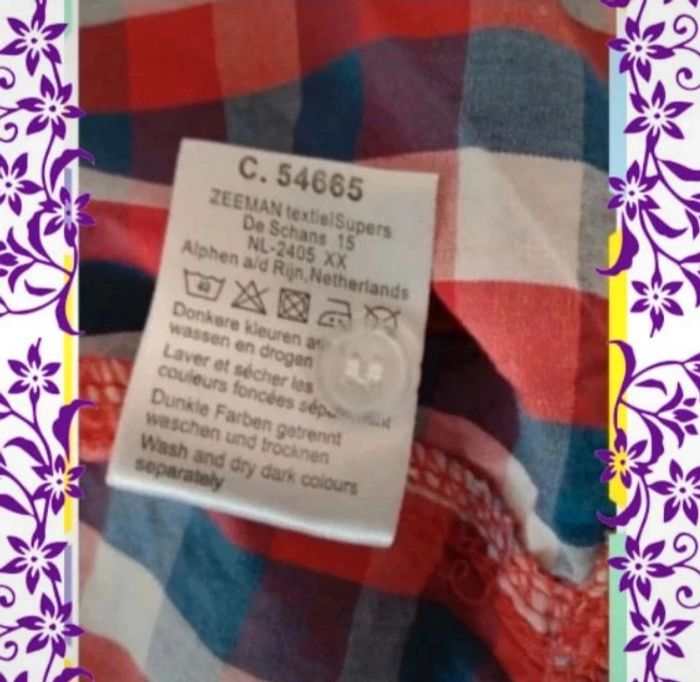 C. 54665
ZEEMAN textielSupers
De Schans 15
NL-2405 XX
Alphen a/d Rijn,Netherlands
40
Donkere kleuren
wassen en drogen
Laver et sécher les
couleurs foncées
Dunkle Farben getrennt
waschen und trocknen
Wash and dry dark colours
separately